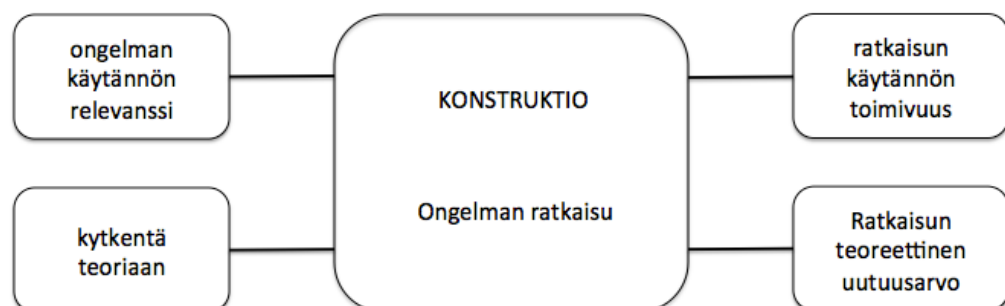 ongelman
käytännön
relevanssi
kytkentä
teoriaan
KONSTRUKTIO
Ongelman ratkaisu
ratkaisun
käytännön
toimivuus
Ratkaisun
teoreettinen
uutuusarvo